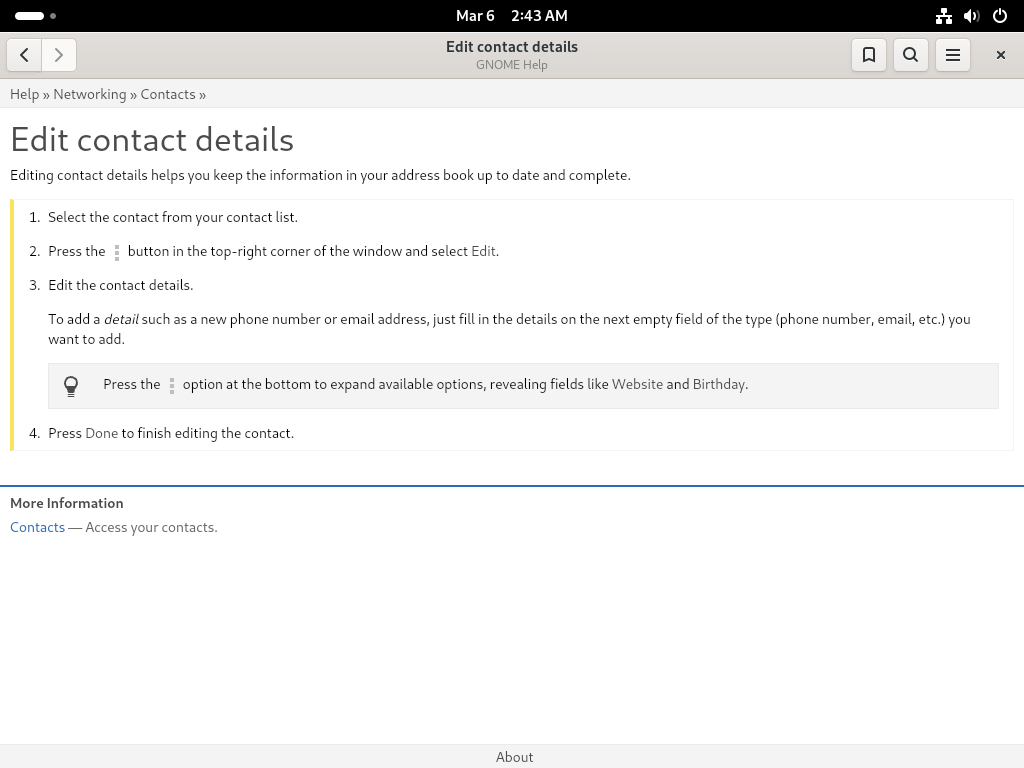 Mar 6 2:43 AM
Edit contact details
GNOME Help
Help » Networking » Contacts »
Edit contact details
Editing contact details helps you keep the information in your address book up to date and complete.
1. Select the contact from your contact list.
2. Press the button in the top-right corner of the window and select Edit.
3. Edit the contact details.
To add a detail such as a new phone number or email address, just fill in the details on the next empty field of the type (phone number, email, etc.) you
want to add.
Press the option at the bottom to expand available options, revealing fields like Website and Birthday.
4. Press Done to finish editing the contact.
More Information
Contacts — Access your contacts.
About